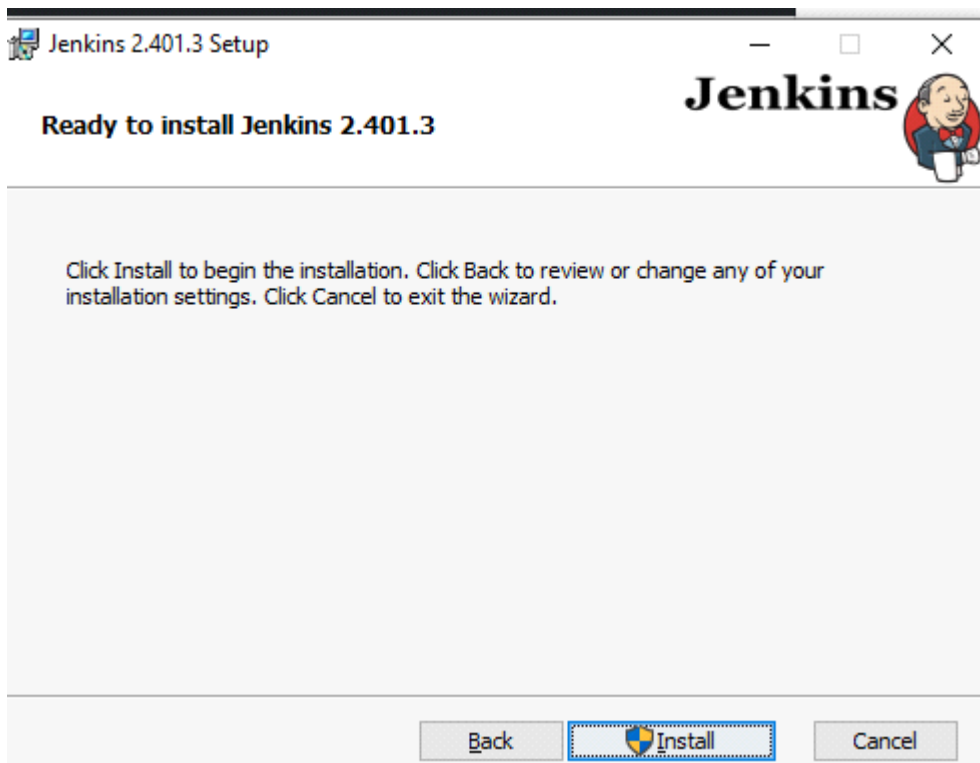 Jenkins 2.401.3 Setup
Jenkins
Ready to install Jenkins 2.401.3
Click Install to begin the installation. Click Back to review or change any of your
installation settings. Click Cancel to exit the wizard.
Back
Install
Cancel